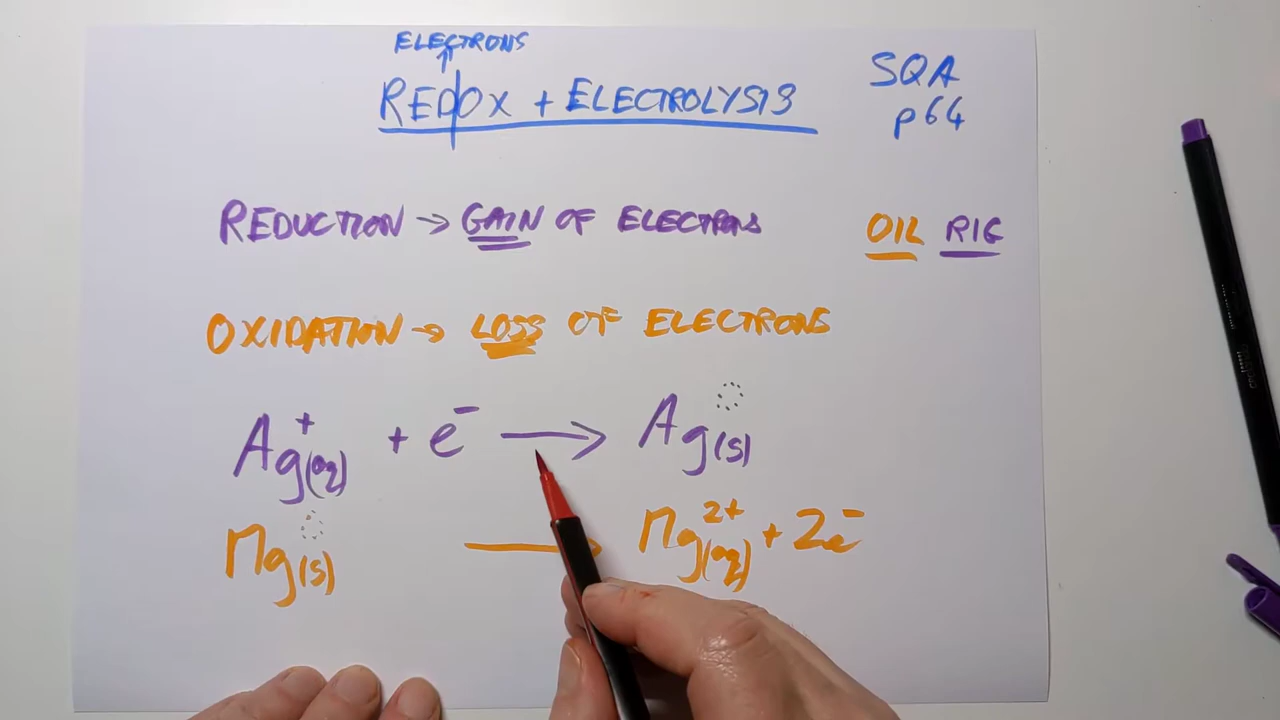 ELECTRONS
↑
REDOX + ELECTROLYSIS
SQA
p64
REDUCTION → GAIN OF ELECTRONS
OIL RIG
OXIDATION → LOSS OF ELECTRONS
Ag⁺(aq) + e⁻ → Ag(s)
Mg(s) → Mg²⁺(aq) + 2e⁻